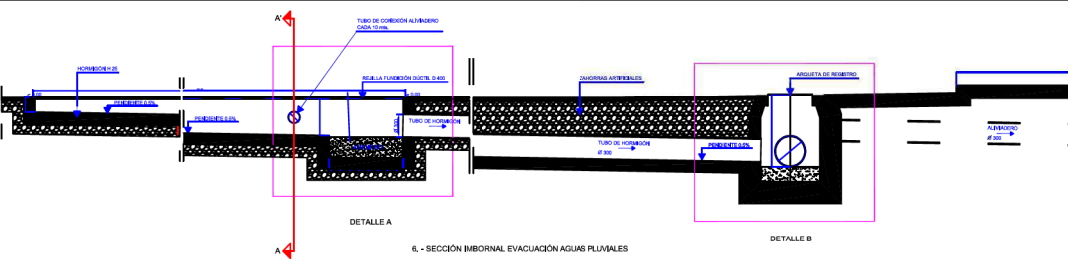 A'
TUBO DE CONEXIÓN ALIVIADERO
CADA 10 mts.
HORMIGÓN H 25
REJILLA FUNDICIÓN DÚCTIL D 400
ZAHORRAS ARTIFICIALES
ARQUETA DE REGISTRO
PENDIENTE 0.5%
PENDIENTE 0.5%
TUBO DE HORMIGÓN
Ø 300
TUBO DE HORMIGÓN
Ø 300
PENDIENTE 0.5%
ALIVIADERO
Ø 500
A
DETALLE A
DETALLE B
6. - SECCIÓN IMBORNAL EVACUACIÓN AGUAS PLUVIALES